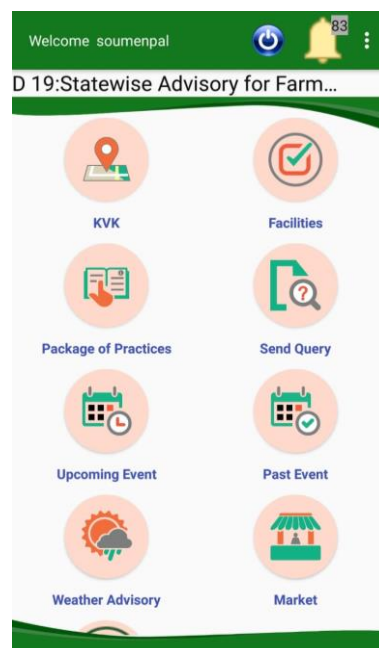 Welcome soumenpal
83
D 19:Statewise Advisory for Farm...
KVK
Facilities
Package of Practices
Send Query
Upcoming Event
Past Event
Weather Advisory
Market